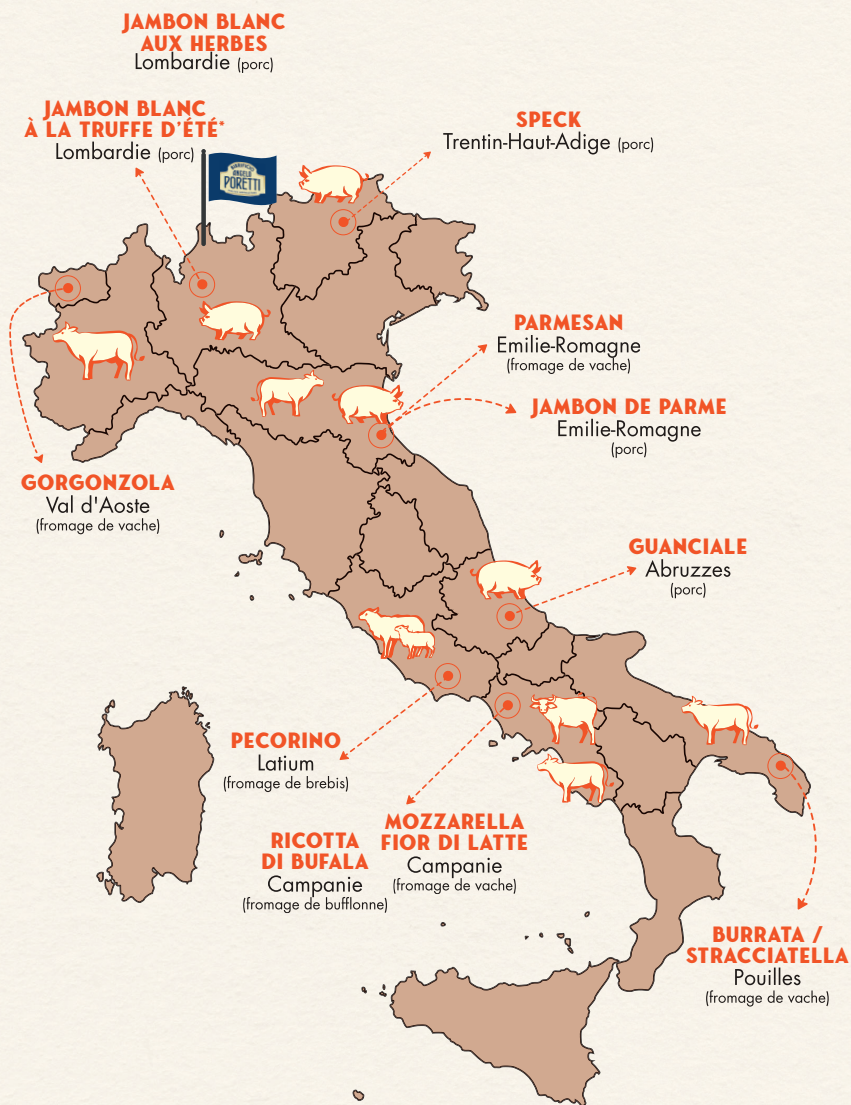 JAMBON BLANC
AUX HERBES
Lombardie (porc)
JAMBON BLANC
À LA TRUFFE D'ÉTÉ*
Lombardie (porc)
ANGELO
PORETTI
SPECK
Trentin-Haut-Adige (porc)
PARMESAN
Emilie-Romagne
(fromage de vache)
JAMBON DE PARME
Emilie-Romagne
(porc)
GORGONZOLA
Val d'Aoste
(fromage de vache)
GUANCIALE
Abruzzes
(porc)
PECORINO
Latium
(fromage de brebis)
MOZZARELLA
FIOR DI LATTE
Campanie
(fromage de vache)
RICOTTA
DI BUFALA
Campanie
(fromage de bufflonne)
BURRATA /
STRACCIATELLA
Pouilles
(fromage de vache)